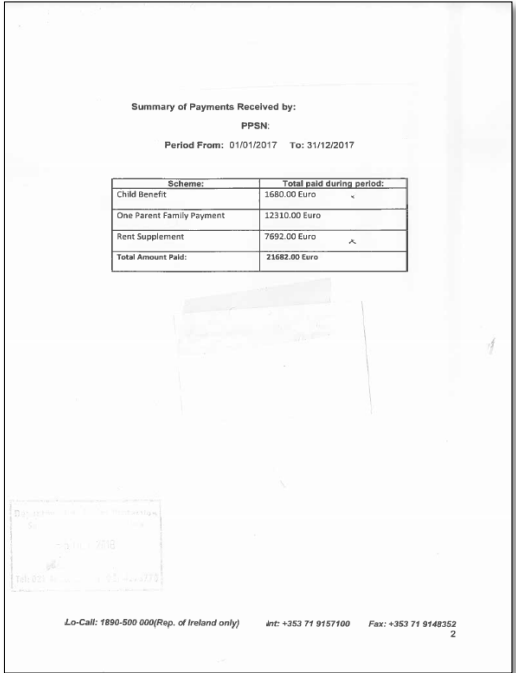 Summary of Payments Received by:
PPSN:
Period From: 01/01/2017 To: 31/12/2017
Scheme: Total paid during period:
Child Benefit 1680.00 Euro
One Parent Family Payment 12310.00 Euro
Rent Supplement 7692.00 Euro
Total Amount Paid: 21682.00 Euro
2018
Lo-Call: 1890-500 000(Rep. of Ireland only) Int: +353 71 9157100 Fax: +353 71 9148352
2